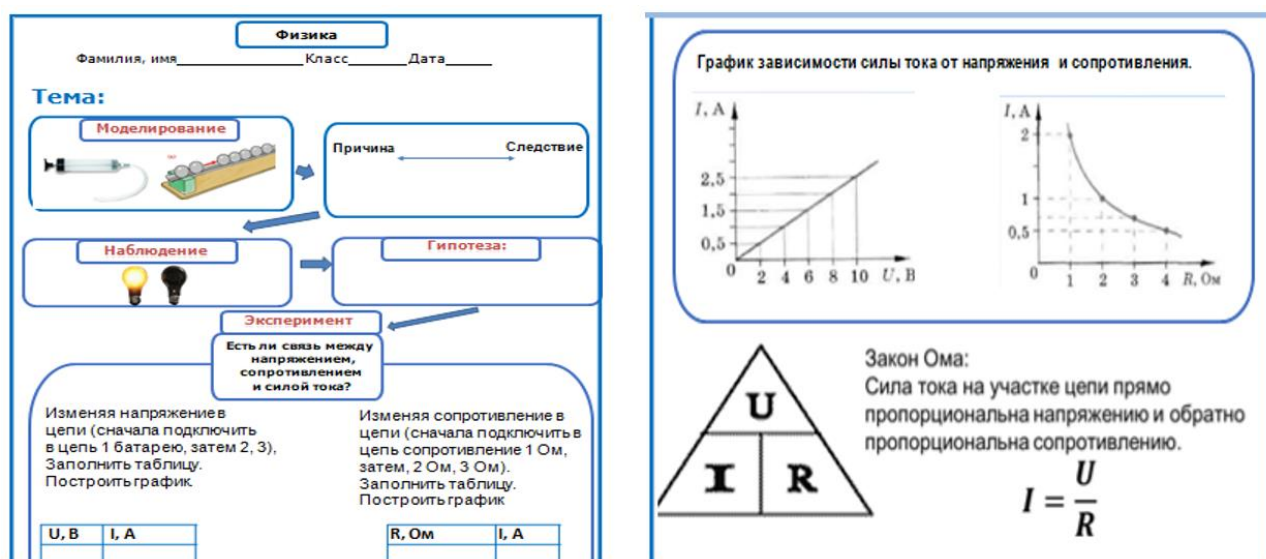 Физика
Фамилия, имя__________________Класс_______Дата_____
Тема:
Моделирование
Причина
Следствие
Наблюдение
Гипотеза:
Эксперимент
Есть ли связь между
напряжением,
сопротивлением
и силой тока?
Изменяя напряжение в
цепи (сначала подключить
в цепь 1 батарею, затем 2, 3),
Заполнить таблицу.
Построить график.
U, В I, А
Изменяя сопротивление в
цепи (сначала подключить в
цепь сопротивление 1 Ом,
затем, 2 Ом, 3 Ом).
Заполнить таблицу.
Построить график
R, Ом I, А
График зависимости силы тока от напряжения и сопротивления.
I, А
2,5
1,5
0,5
0 2 4 6 8 10 U, В
I, А
2
1
0,5
0 1 2 3 4 R, Ом
U
I R
Закон Ома:
Сила тока на участке цепи прямо
пропорциональна напряжению и обратно
пропорциональна сопротивлению.
I = U/R